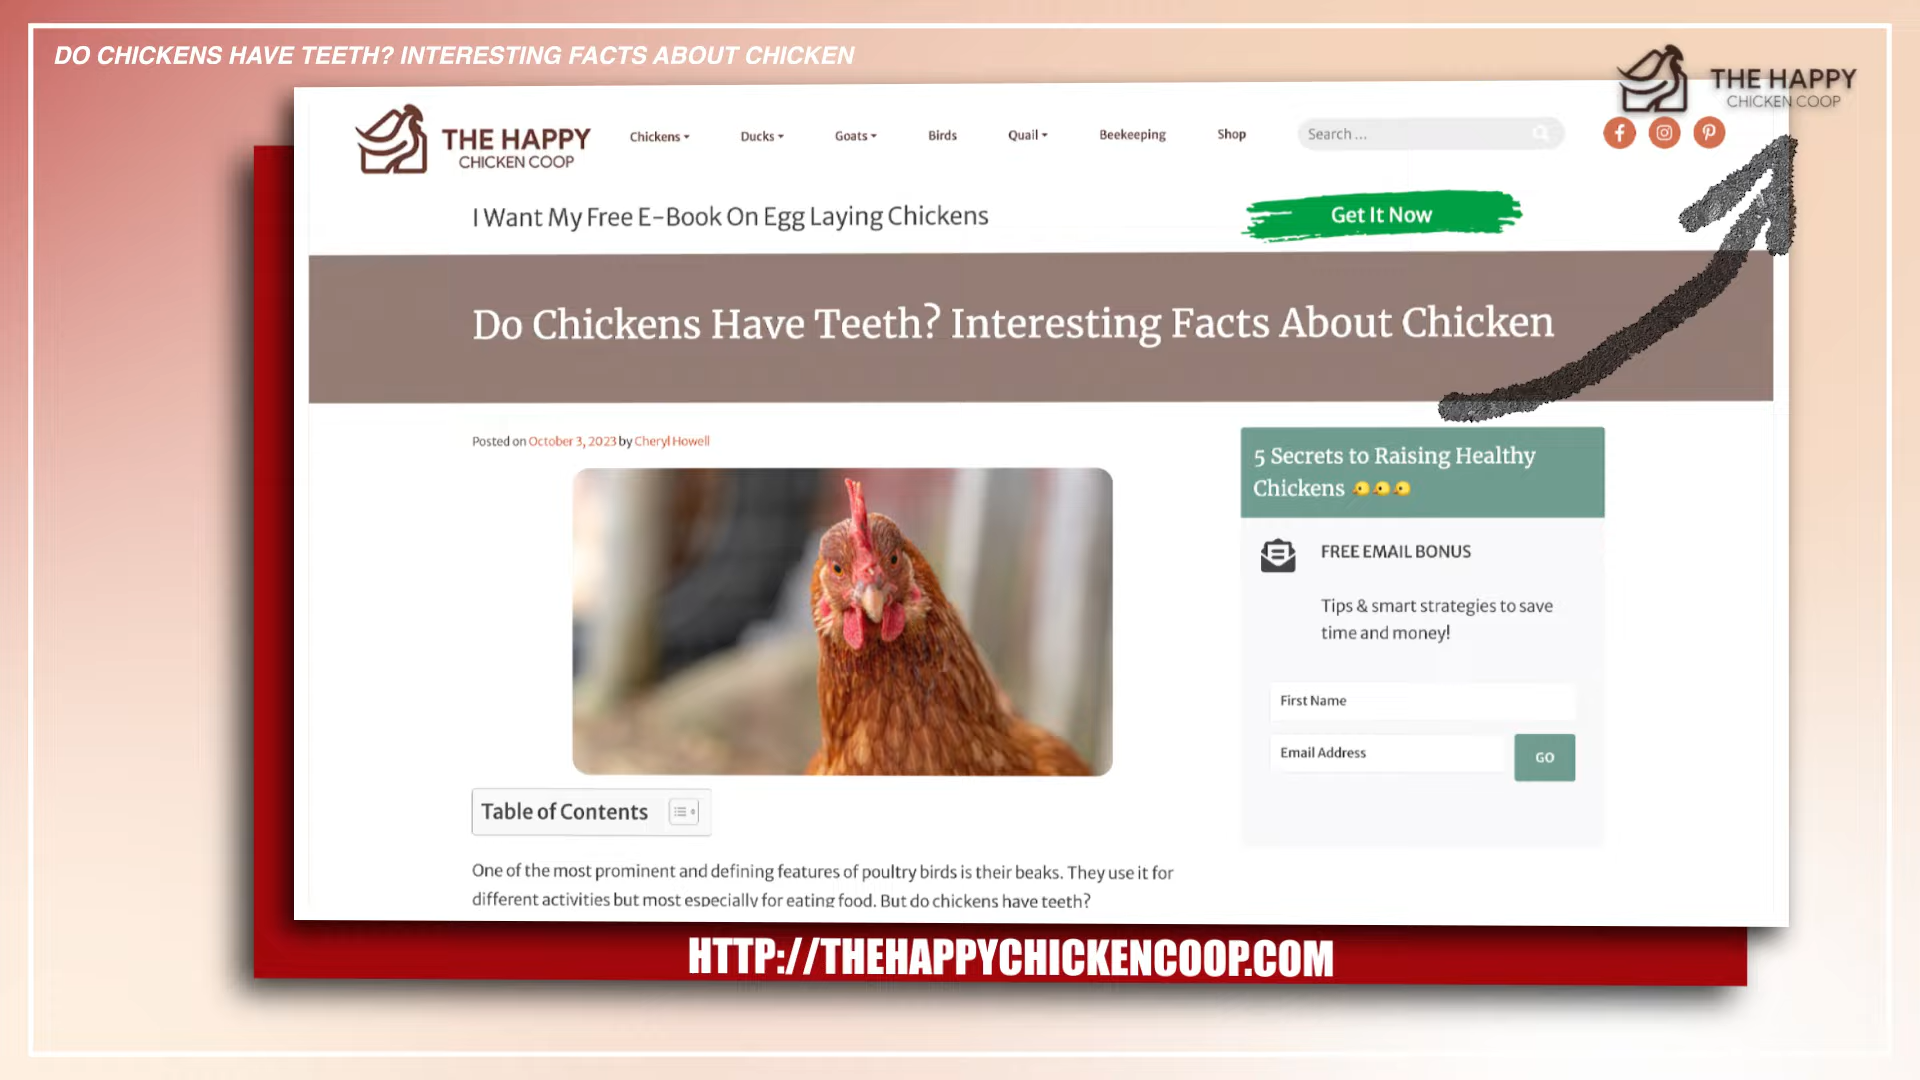 DO CHICKENS HAVE TEETH? INTERESTING FACTS ABOUT CHICKEN
THE HAPPY
CHICKEN COOP
THE HAPPY
CHICKEN COOP
Chickens
Ducks
Goats
Birds
Quail
Beekeeping
Shop
Search ...
I Want My Free E-Book On Egg Laying Chickens
Get It Now
Do Chickens Have Teeth? Interesting Facts About Chicken
Posted on October 3, 2023 by Cheryl Howell
5 Secrets to Raising Healthy
Chickens 🐤🐤🐤
FREE EMAIL BONUS
Tips & smart strategies to save
time and money!
First Name
Email Address
GO
Table of Contents
One of the most prominent and defining features of poultry birds is their beaks. They use it for
different activities but most especially for eating food. But do chickens have teeth?
HTTP://THEHAPPYCHICKENCOOP.COM